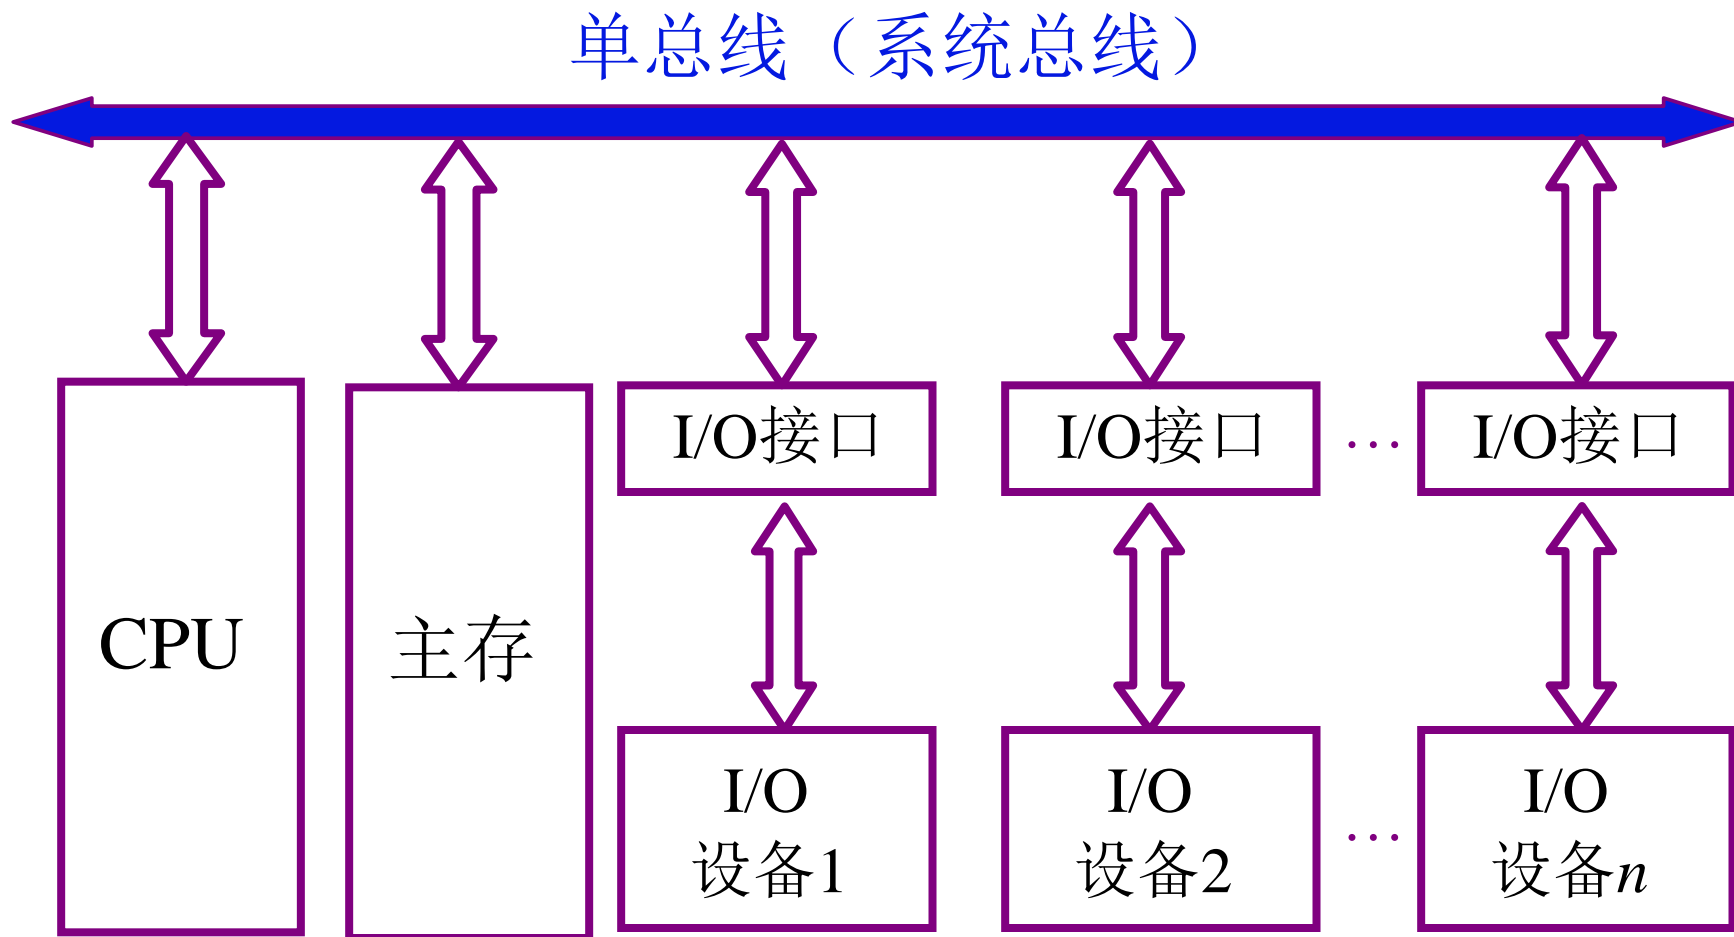 单总线（系统总线）
I/O接口
I/O接口
…
I/O接口
CPU
主存
I/O
设备1
I/O
设备2
…
I/O
设备n